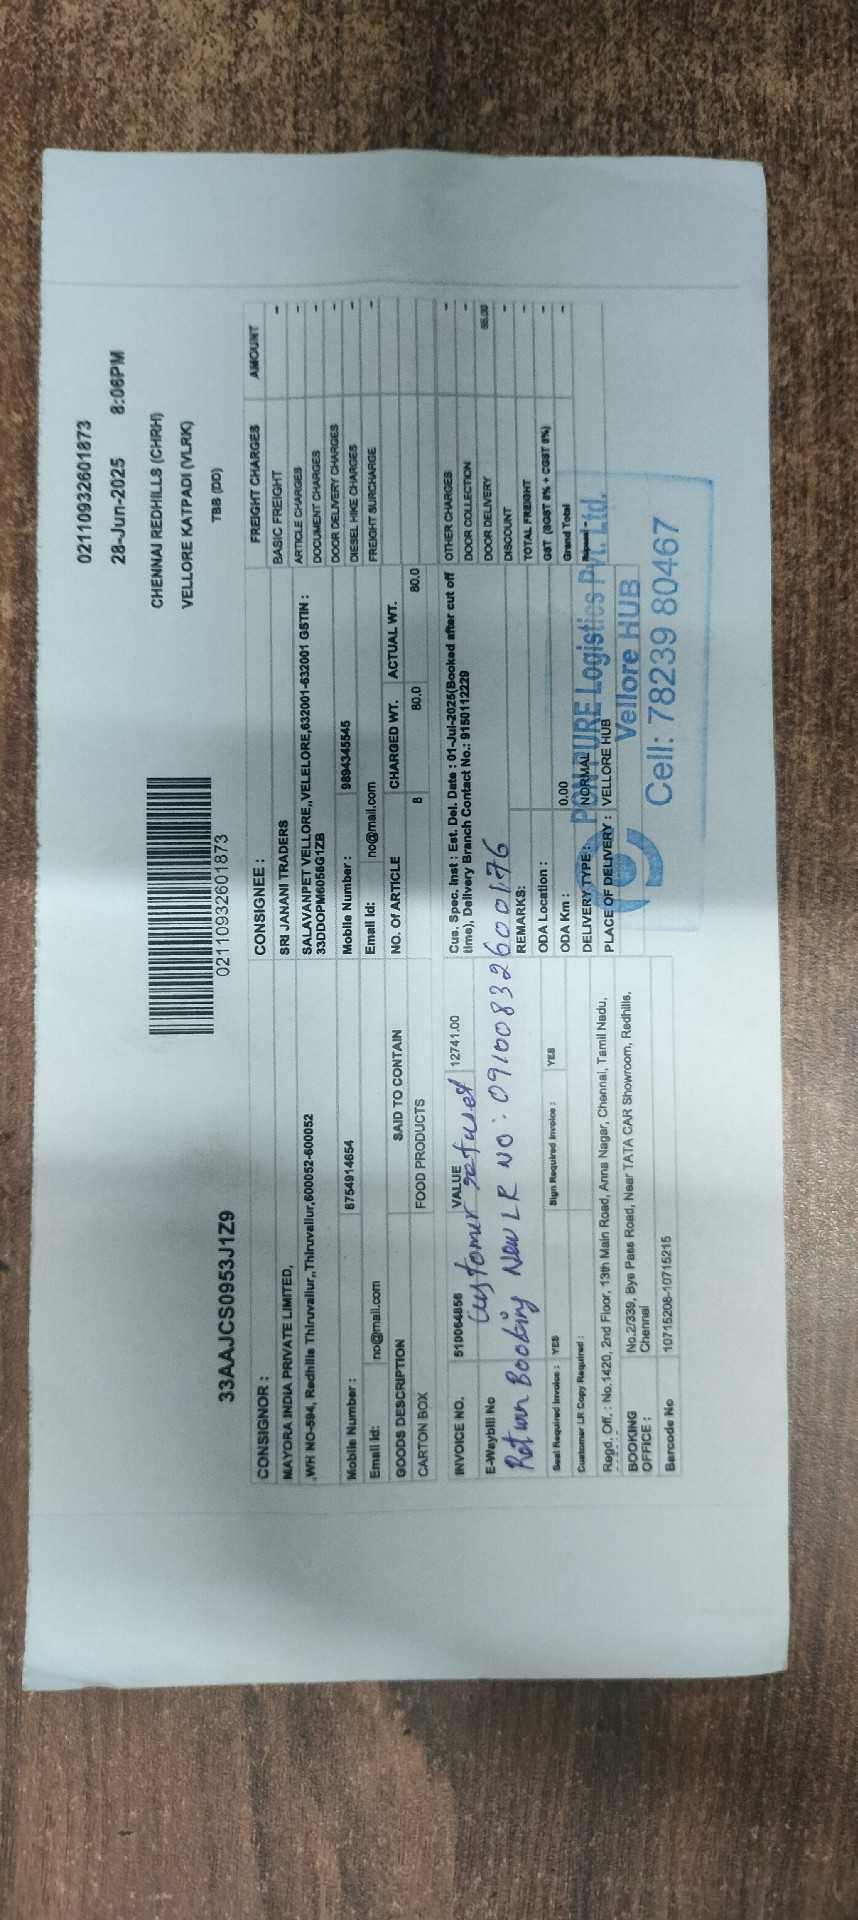 02110932601873
28-Jun-2025 8:06PM
CHENNAI REDHILLS (CHRH)
VELLORE KATPADI (VLRK)
TBB (DD)
02110932601873
33AAJCS0953J1Z9
CONSIGNOR :
MAYORA INDIA PRIVATE LIMITED,
,WH NO-594, Redhills Thiruvallur,,Thiruvallur,600052-600052
Mobile Number : 8754914654
Email Id: no@mail.com
CONSIGNEE :
SRI JANANI TRADERS
SALAVANPET VELLORE,,VELELORE,632001-632001 GSTIN :
33DDOPM6055G1ZB
Mobile Number : 9894345545
Email Id: no@mail.com
FREIGHT CHARGES AMOUNT
BASIC FREIGHT -
ARTICLE CHARGES -
DOCUMENT CHARGES -
DOOR DELIVERY CHARGES -
DIESEL HIKE CHARGES -
FREIGHT SURCHARGE -
GOODS DESCRIPTION SAID TO CONTAIN NO. Of ARTICLE CHARGED WT. ACTUAL WT.
CARTON BOX FOOD PRODUCTS 8 80.0 80.0
INVOICE NO. 510064856 VALUE 12741.00
E-Waybill No
Customer refused
Return Booking New LR NO: 09100832600176
Seal Required Invoice : YES Sign Required Invoice : YES
Customer LR Copy Required :
Cus. Spec. Inst : Est. Del. Date : 01-Jul-2025(Booked after cut off
time), Delivery Branch Contact No.: 9150112229
REMARKS:
ODA Location :
ODA Km : 0.00
DELIVERY TYPE : NORMAL
PLACE OF DELIVERY : VELLORE HUB
OTHER CHARGES -
DOOR COLLECTION -
DOOR DELIVERY
DISCOUNT -
TOTAL FREIGHT -
GST (SGST 0% + CGST 0%) -
Grand Total -
Regd. Off. : No.1420, 2nd Floor, 13th Main Road, Anna Nagar, Chennai, Tamil Nadu,
BOOKING OFFICE : No.2/339, Bye Pass Road, Near TATA CAR Showroom, Redhills,
Chennai
Barcode No 10715208-10715215
PON PURE Logistics Pvt. Ltd.
Vellore HUB
Cell: 78239 80467